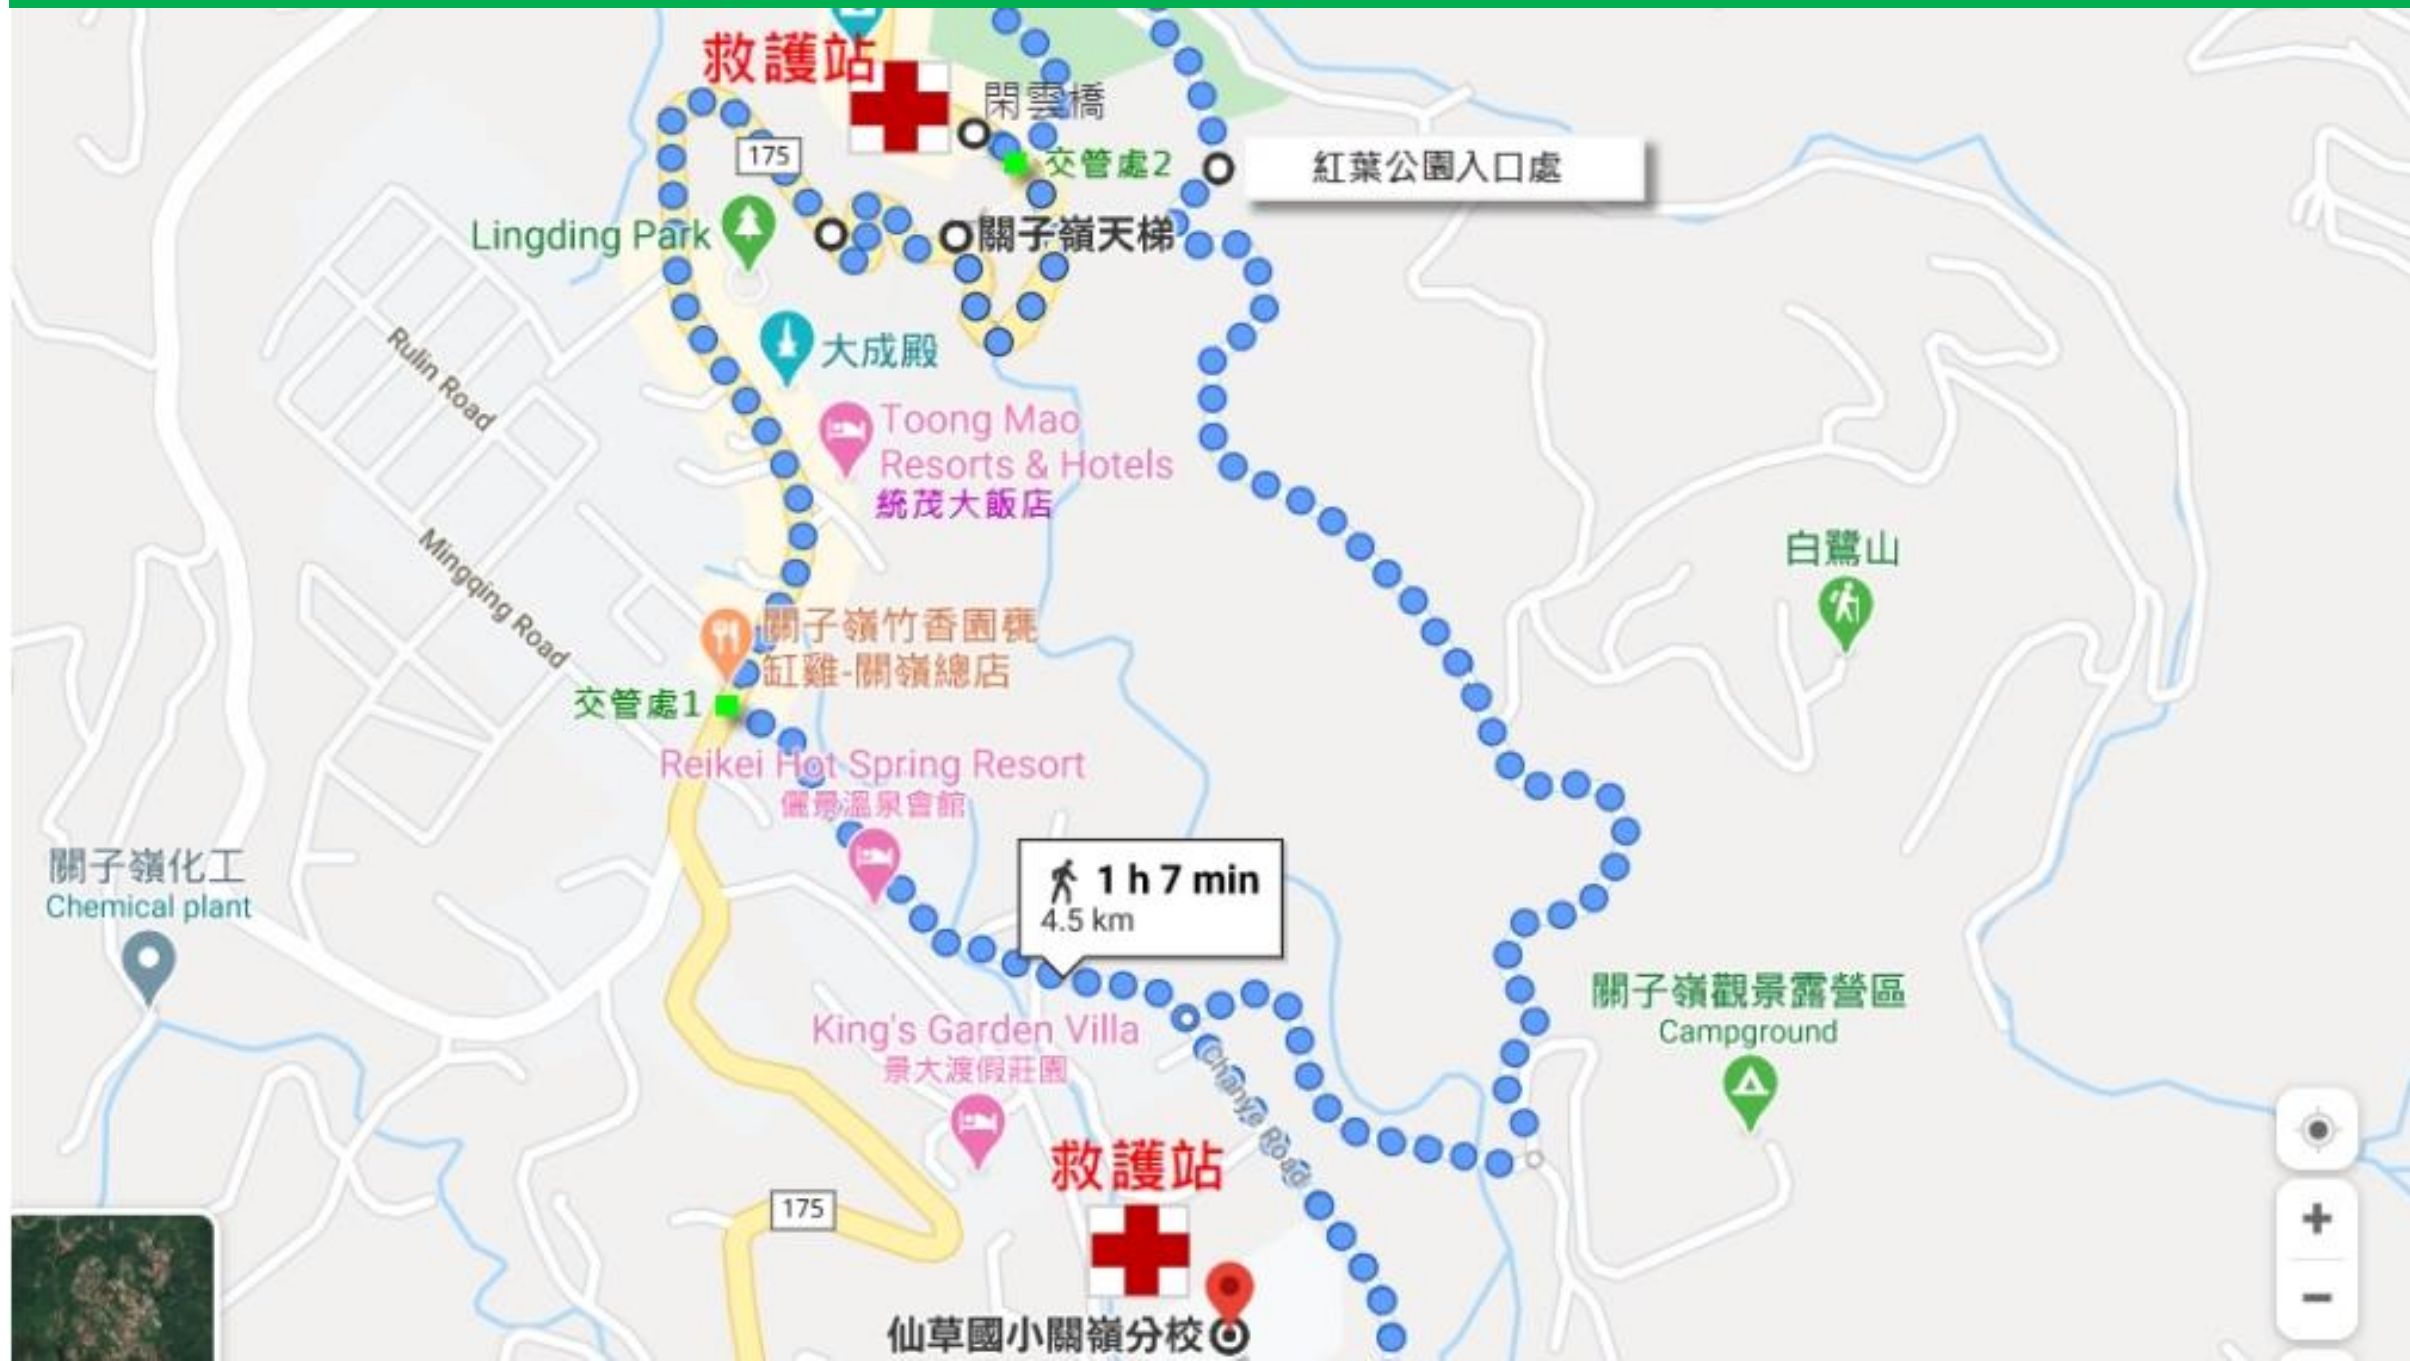 救護站
閑雲橋
175
交管處2
紅葉公園入口處
Lingding Park
關子嶺天梯
大成殿
Rulin Road
Toong Mao
Resorts & Hotels
統茂大飯店
Mingqing Road
白鷺山
關子嶺竹香園甕
缸雞-關嶺總店
交管處1
Reikei Hot Spring Resort
儷景溫泉會館
關子嶺化工
Chemical plant
1 h 7 min
4.5 km
關子嶺觀景露營區
Campground
King's Garden Villa
景大渡假莊園
Chanye Road
救護站
175
仙草國小關嶺分校